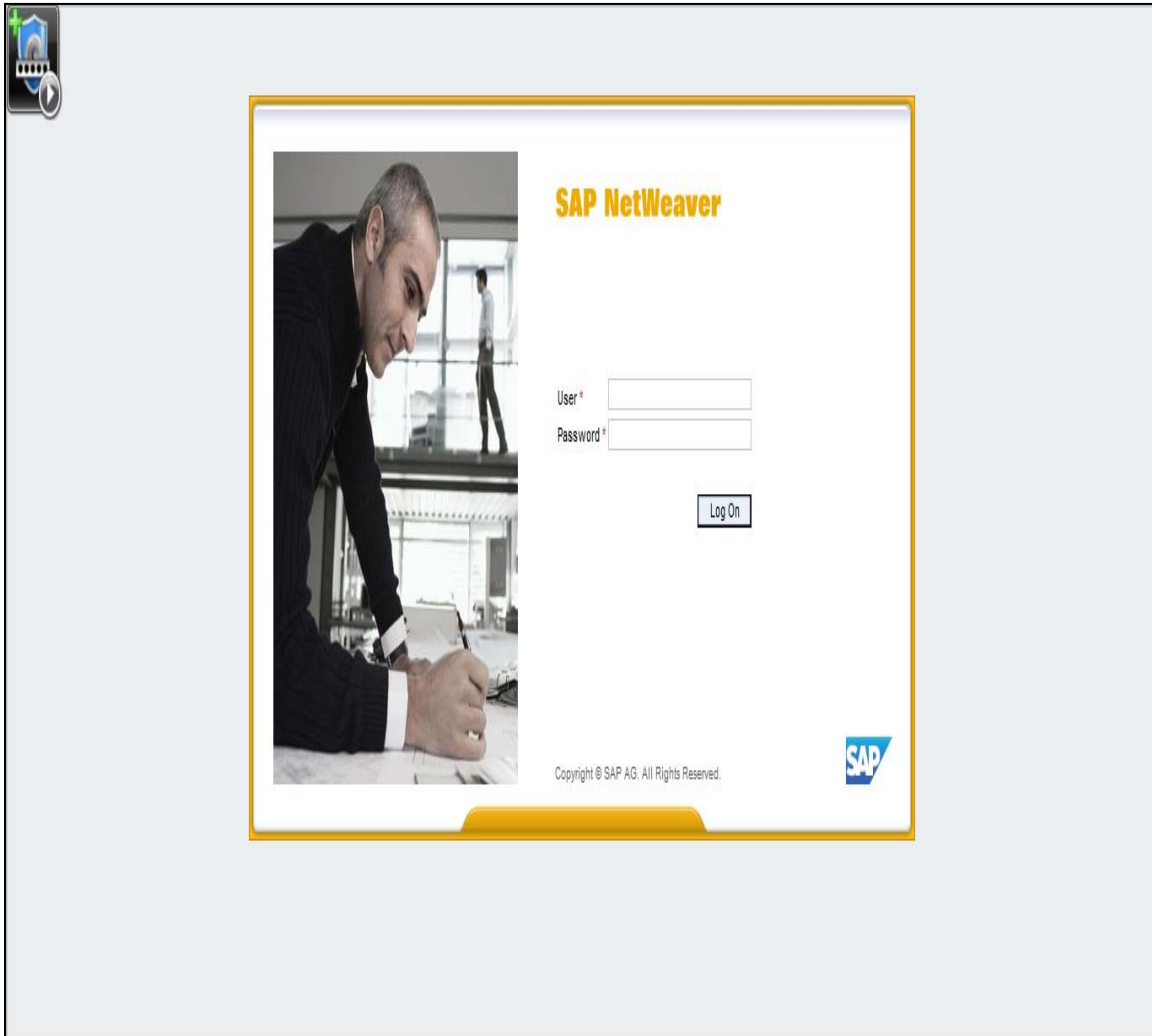 SAP NetWeaver
User *
Password *
Log On
Copyright © SAP AG. All Rights Reserved.
SAP